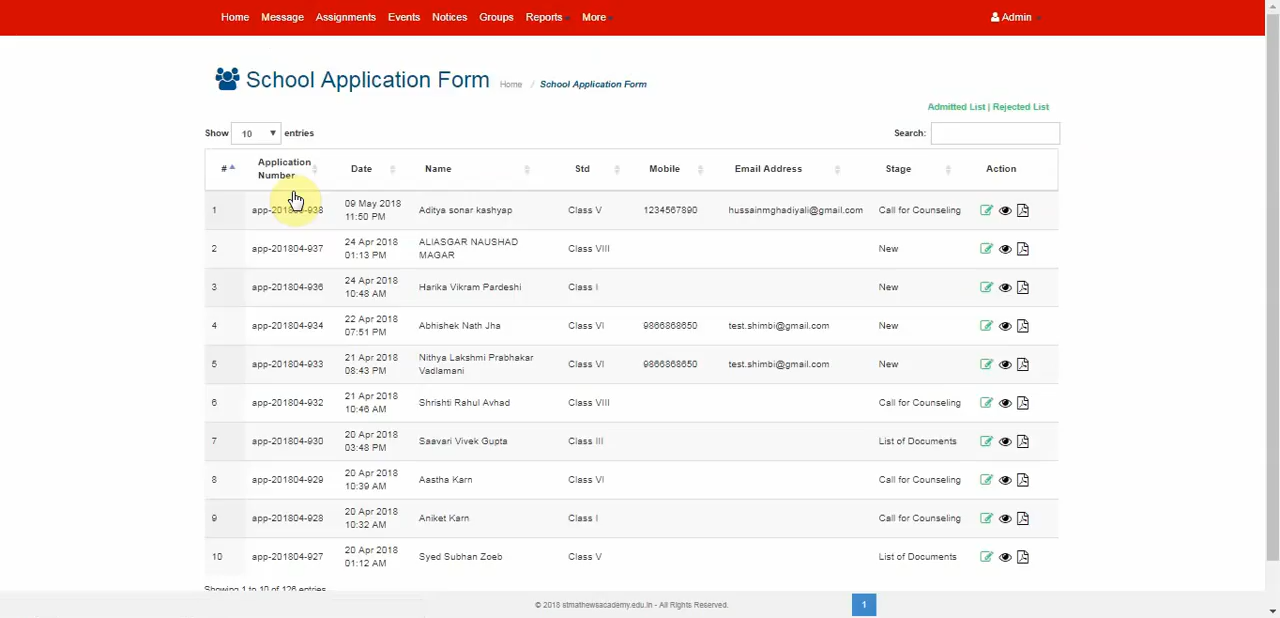 Home Message Assignments Events Notices Groups Reports More Admin
School Application Form Home / School Application Form
Admitted List | Rejected List
Show 10 entries Search:
# Application Number Date Name Std Mobile Email Address Stage Action
1 app-201804-938 09 May 2018 11:50 PM Aditya sonar kashyap Class V 1234567890 hussainmghadiyali@gmail.com Call for Counseling
2 app-201804-937 24 Apr 2018 01:13 PM ALIASGAR NAUSHAD MAGAR Class VIII New
3 app-201804-936 24 Apr 2018 10:48 AM Harika Vikram Pardeshi Class I New
4 app-201804-934 22 Apr 2018 07:51 PM Abhishek Nath Jha Class VI 9866868650 test.shimbi@gmail.com New
5 app-201804-933 21 Apr 2018 08:43 PM Nithya Lakshmi Prabhakar Vadlamani Class VI 9866868650 test.shimbi@gmail.com New
6 app-201804-932 21 Apr 2018 10:46 AM Shrishti Rahul Avhad Class VIII Call for Counseling
7 app-201804-930 20 Apr 2018 03:48 PM Saavari Vivek Gupta Class III List of Documents
8 app-201804-929 20 Apr 2018 10:39 AM Aastha Karn Class VI Call for Counseling
9 app-201804-928 20 Apr 2018 10:32 AM Aniket Karn Class I Call for Counseling
10 app-201804-927 20 Apr 2018 01:12 AM Syed Subhan Zoeb Class V List of Documents
Showing 1 to 10 of 126 entries
© 2018 stmathewsacademy.edu.in - All Rights Reserved. 1